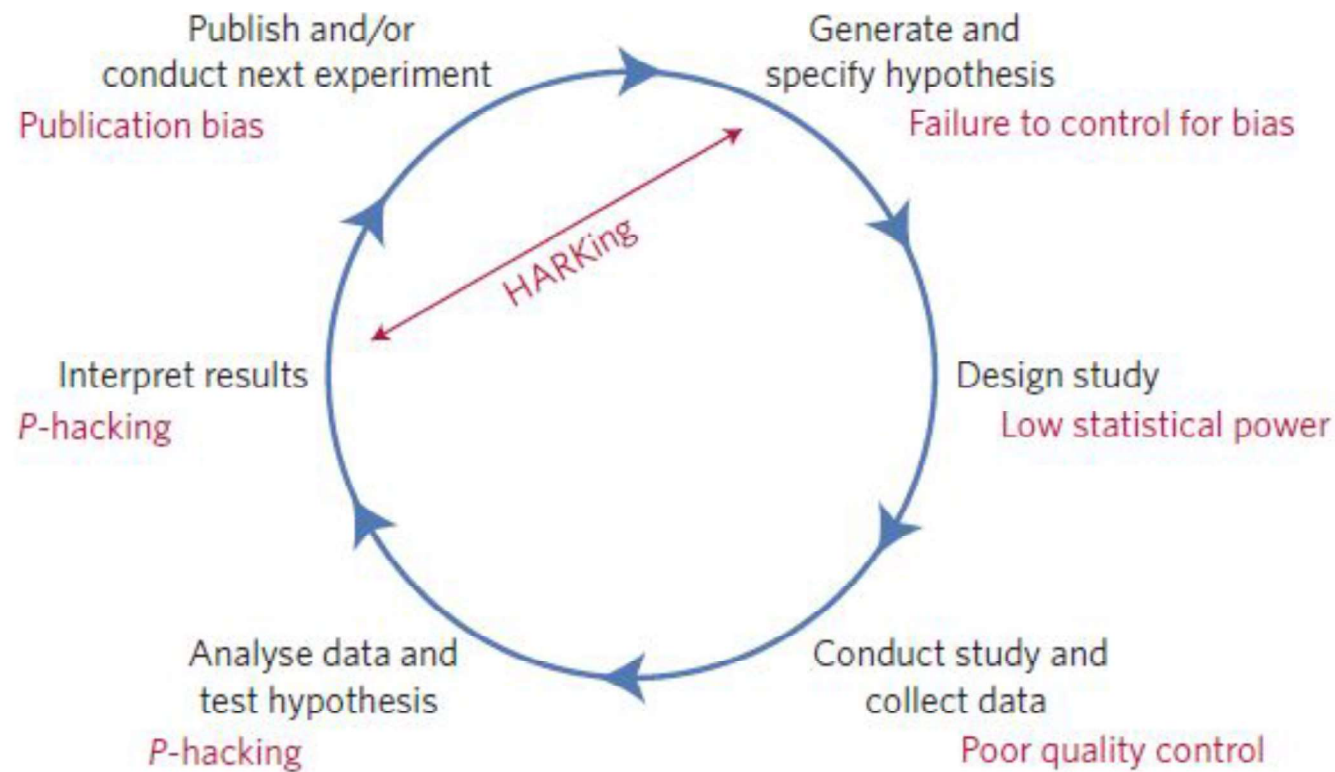 Publish and/or
conduct next experiment
Publication bias
Generate and
specify hypothesis
Failure to control for bias
HARKing
Interpret results
P-hacking
Design study
Low statistical power
Analyse data and
test hypothesis
P-hacking
Conduct study and
collect data
Poor quality control